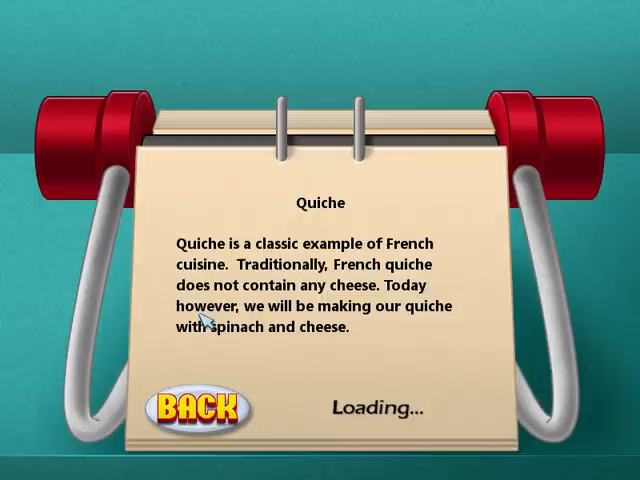 Quiche
Quiche is a classic example of French
cuisine.  Traditionally, French quiche
does not contain any cheese. Today
however, we will be making our quiche
with spinach and cheese.
BACK
Loading...